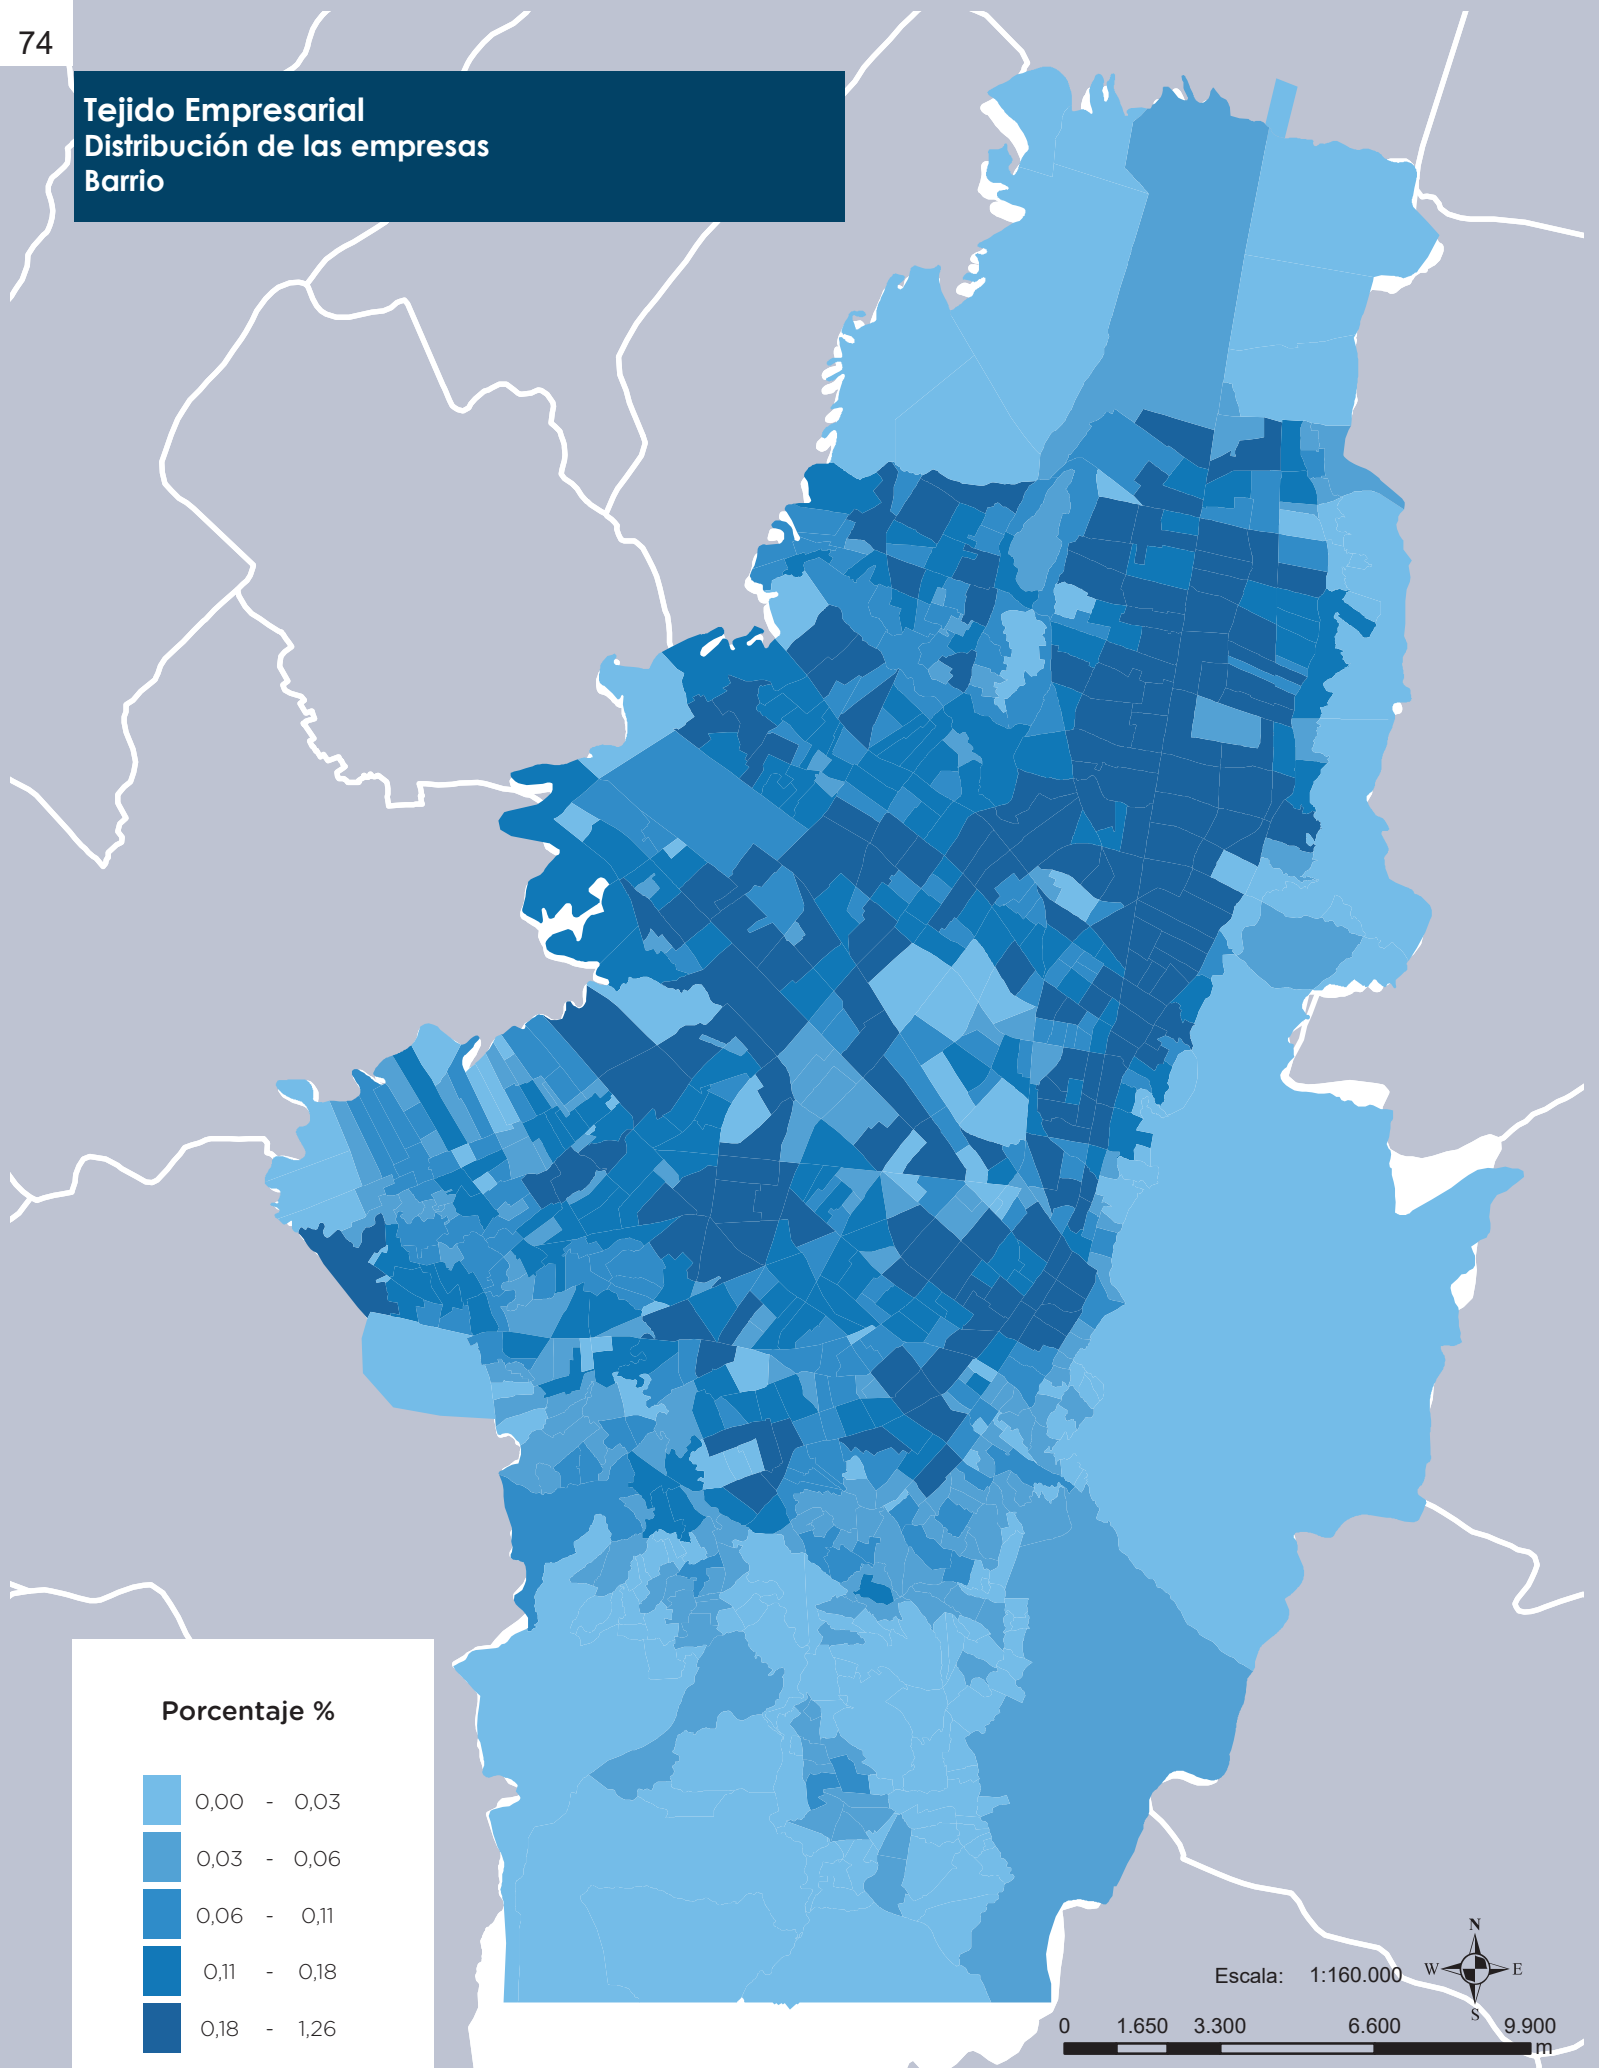 74
Tejido Empresarial
Distribución de las empresas
Barrio
Porcentaje %
0,00 - 0,03
0,03 - 0,06
0,06 - 0,11
0,11 - 0,18
0,18 - 1,26
N
W E
S
Escala: 1:160.000
0 1.650 3.300 6.600 9.900
m